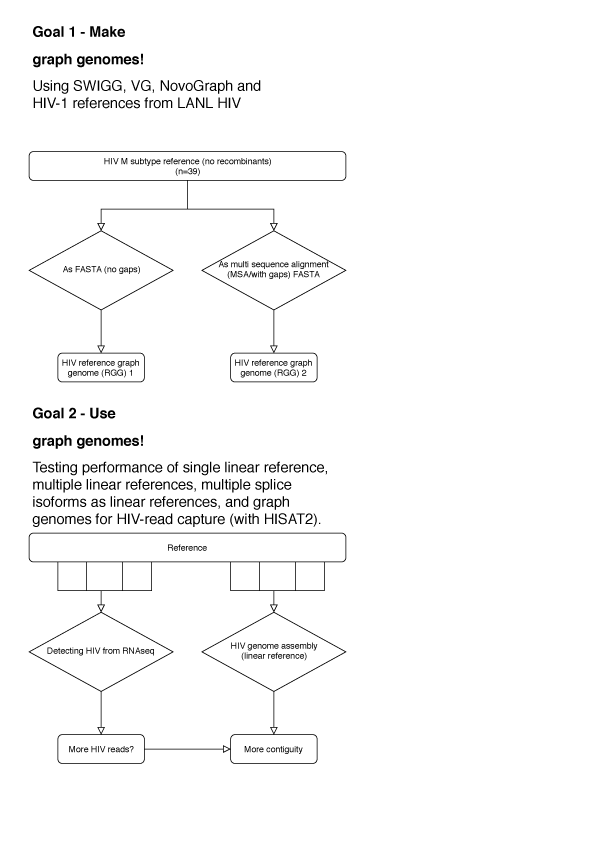 Goal 1 - Make
graph genomes!
Using SWIGG, VG, NovoGraph and
HIV-1 references from LANL HIV
HIV M subtype reference (no recombinants)
(n=39)
As FASTA (no gaps)
As multi sequence alignment
(MSA/with gaps) FASTA
HIV reference graph
genome (RGG) 1
HIV reference graph
genome (RGG) 2
Goal 2 - Use
graph genomes!
Testing performance of single linear reference,
multiple linear references, multiple splice
isoforms as linear references, and graph
genomes for HIV-read capture (with HISAT2).
Reference
Detecting HIV from RNAseq
HIV genome assembly
(linear reference)
More HIV reads?
More contiguity